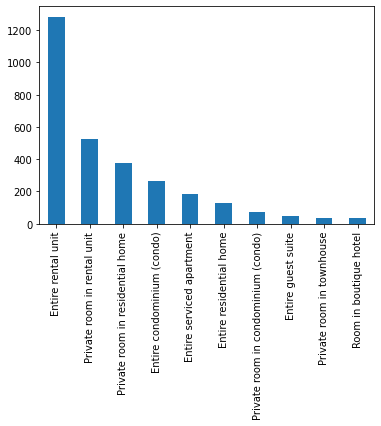 1200
1000
800
600
400
200
0
Entire rental unit
Private room in rental unit
Private room in residential home
Entire condominium (condo)
Entire serviced apartment
Entire residential home
Private room in condominium (condo)
Entire guest suite
Private room in townhouse
Room in boutique hotel